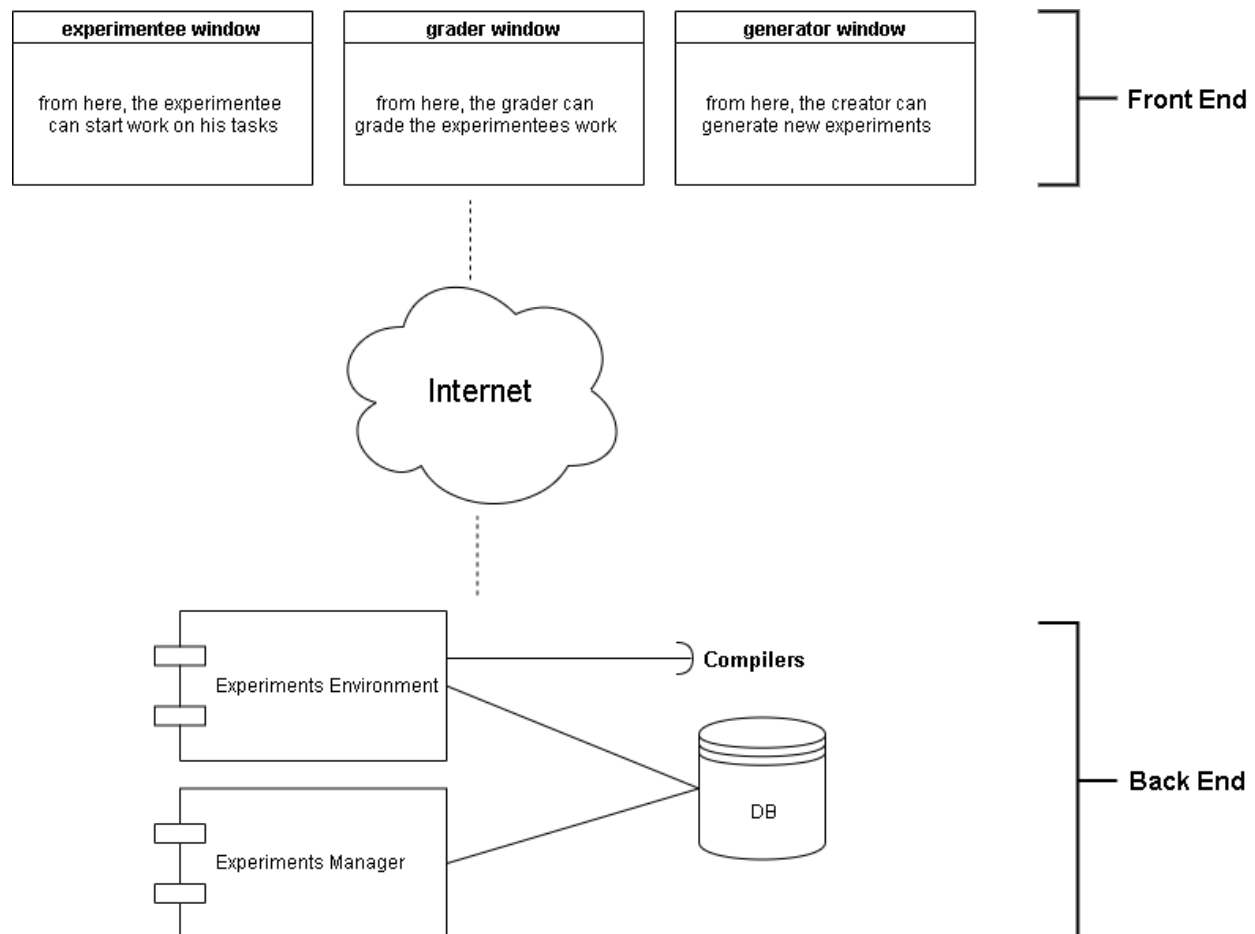 experimentee window
from here, the experimentee
can start work on his tasks
grader window
from here, the grader can
grade the experimentees work
generator window
from here, the creator can
generate new experiments
Front End
Internet
Experiments Environment
Compilers
DB
Back End
Experiments Manager